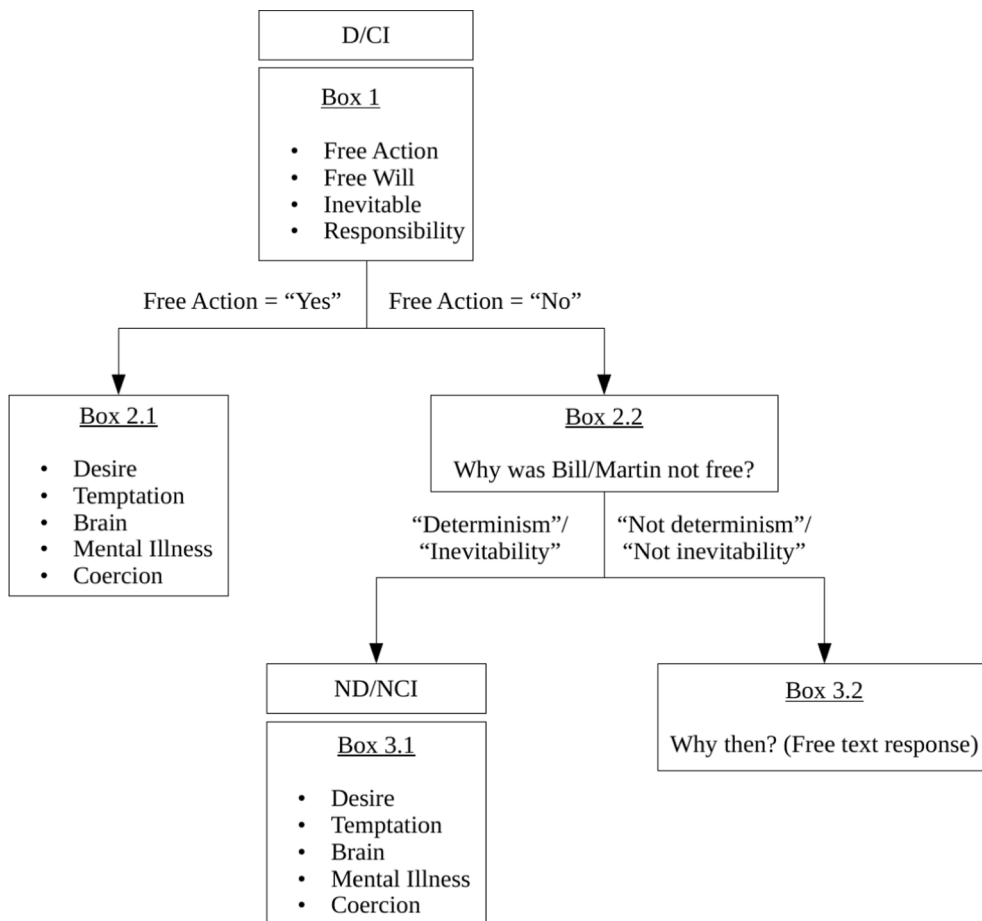 D/CI
Box 1
• Free Action
• Free Will
• Inevitable
• Responsibility
Free Action = “Yes”
Free Action = “No”
Box 2.1
• Desire
• Temptation
• Brain
• Mental Illness
• Coercion
Box 2.2
Why was Bill/Martin not free?
“Determinism”/
“Inevitability”
“Not determinism”/
“Not inevitability”
ND/NCI
Box 3.1
• Desire
• Temptation
• Brain
• Mental Illness
• Coercion
Box 3.2
Why then? (Free text response)